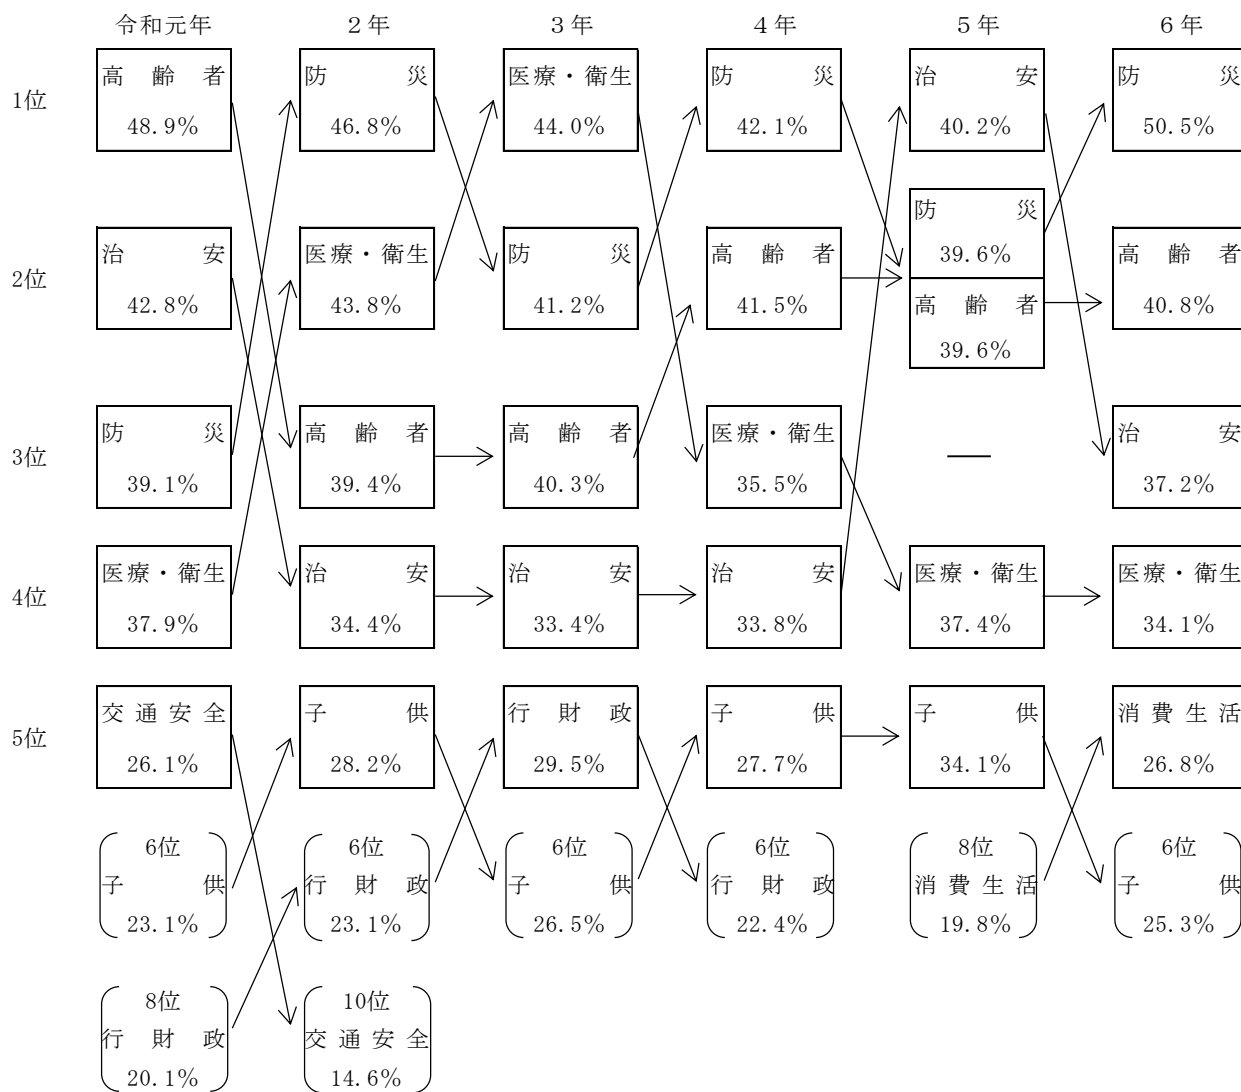 令和元年 ２年 ３年 ４年 ５年 ６年
1位
高齢者
48.9%
防災
46.8%
医療・衛生
44.0%
防災
42.1%
治安
40.2%
防災
50.5%
2位
治安
42.8%
医療・衛生
43.8%
防災
41.2%
高齢者
41.5%
防災
39.6%
高齢者
39.6%
高齢者
40.8%
3位
防災
39.1%
高齢者
39.4%
高齢者
40.3%
医療・衛生
35.5%
―
治安
37.2%
4位
医療・衛生
37.9%
治安
34.4%
治安
33.4%
治安
33.8%
医療・衛生
37.4%
医療・衛生
34.1%
5位
交通安全
26.1%
子供
28.2%
行財政
29.5%
子供
27.7%
子供
34.1%
消費生活
26.8%
6位
子供
23.1%
6位
行財政
23.1%
6位
子供
26.5%
6位
行財政
22.4%
8位
消費生活
19.8%
6位
子供
25.3%
8位
行財政
20.1%
10位
交通安全
14.6%